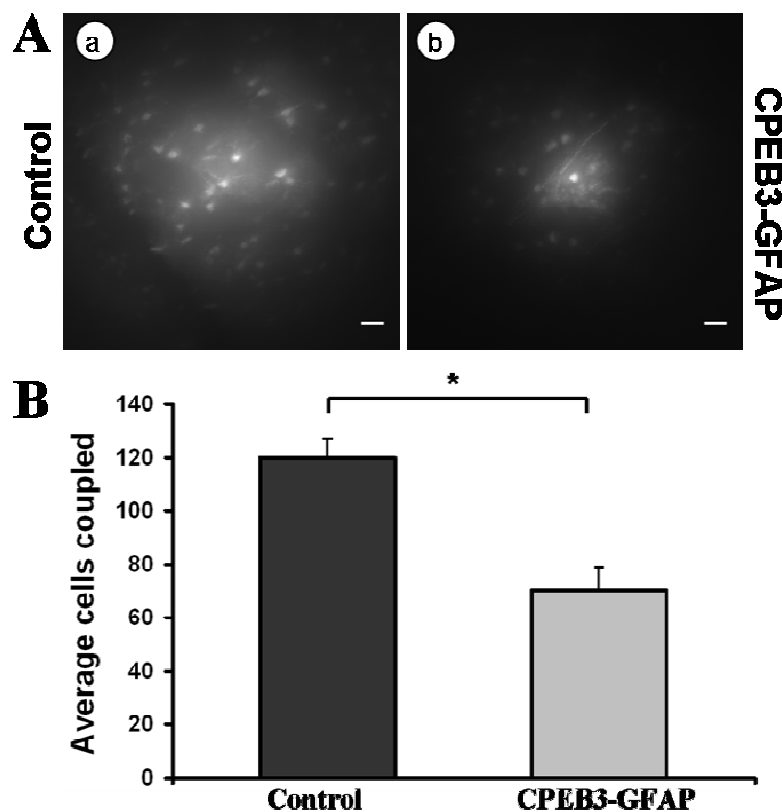 A
a
b
Control
CPEB3-GFAP
B
*
140
120
100
80
60
40
20
0
Average cells coupled
Control
CPEB3-GFAP